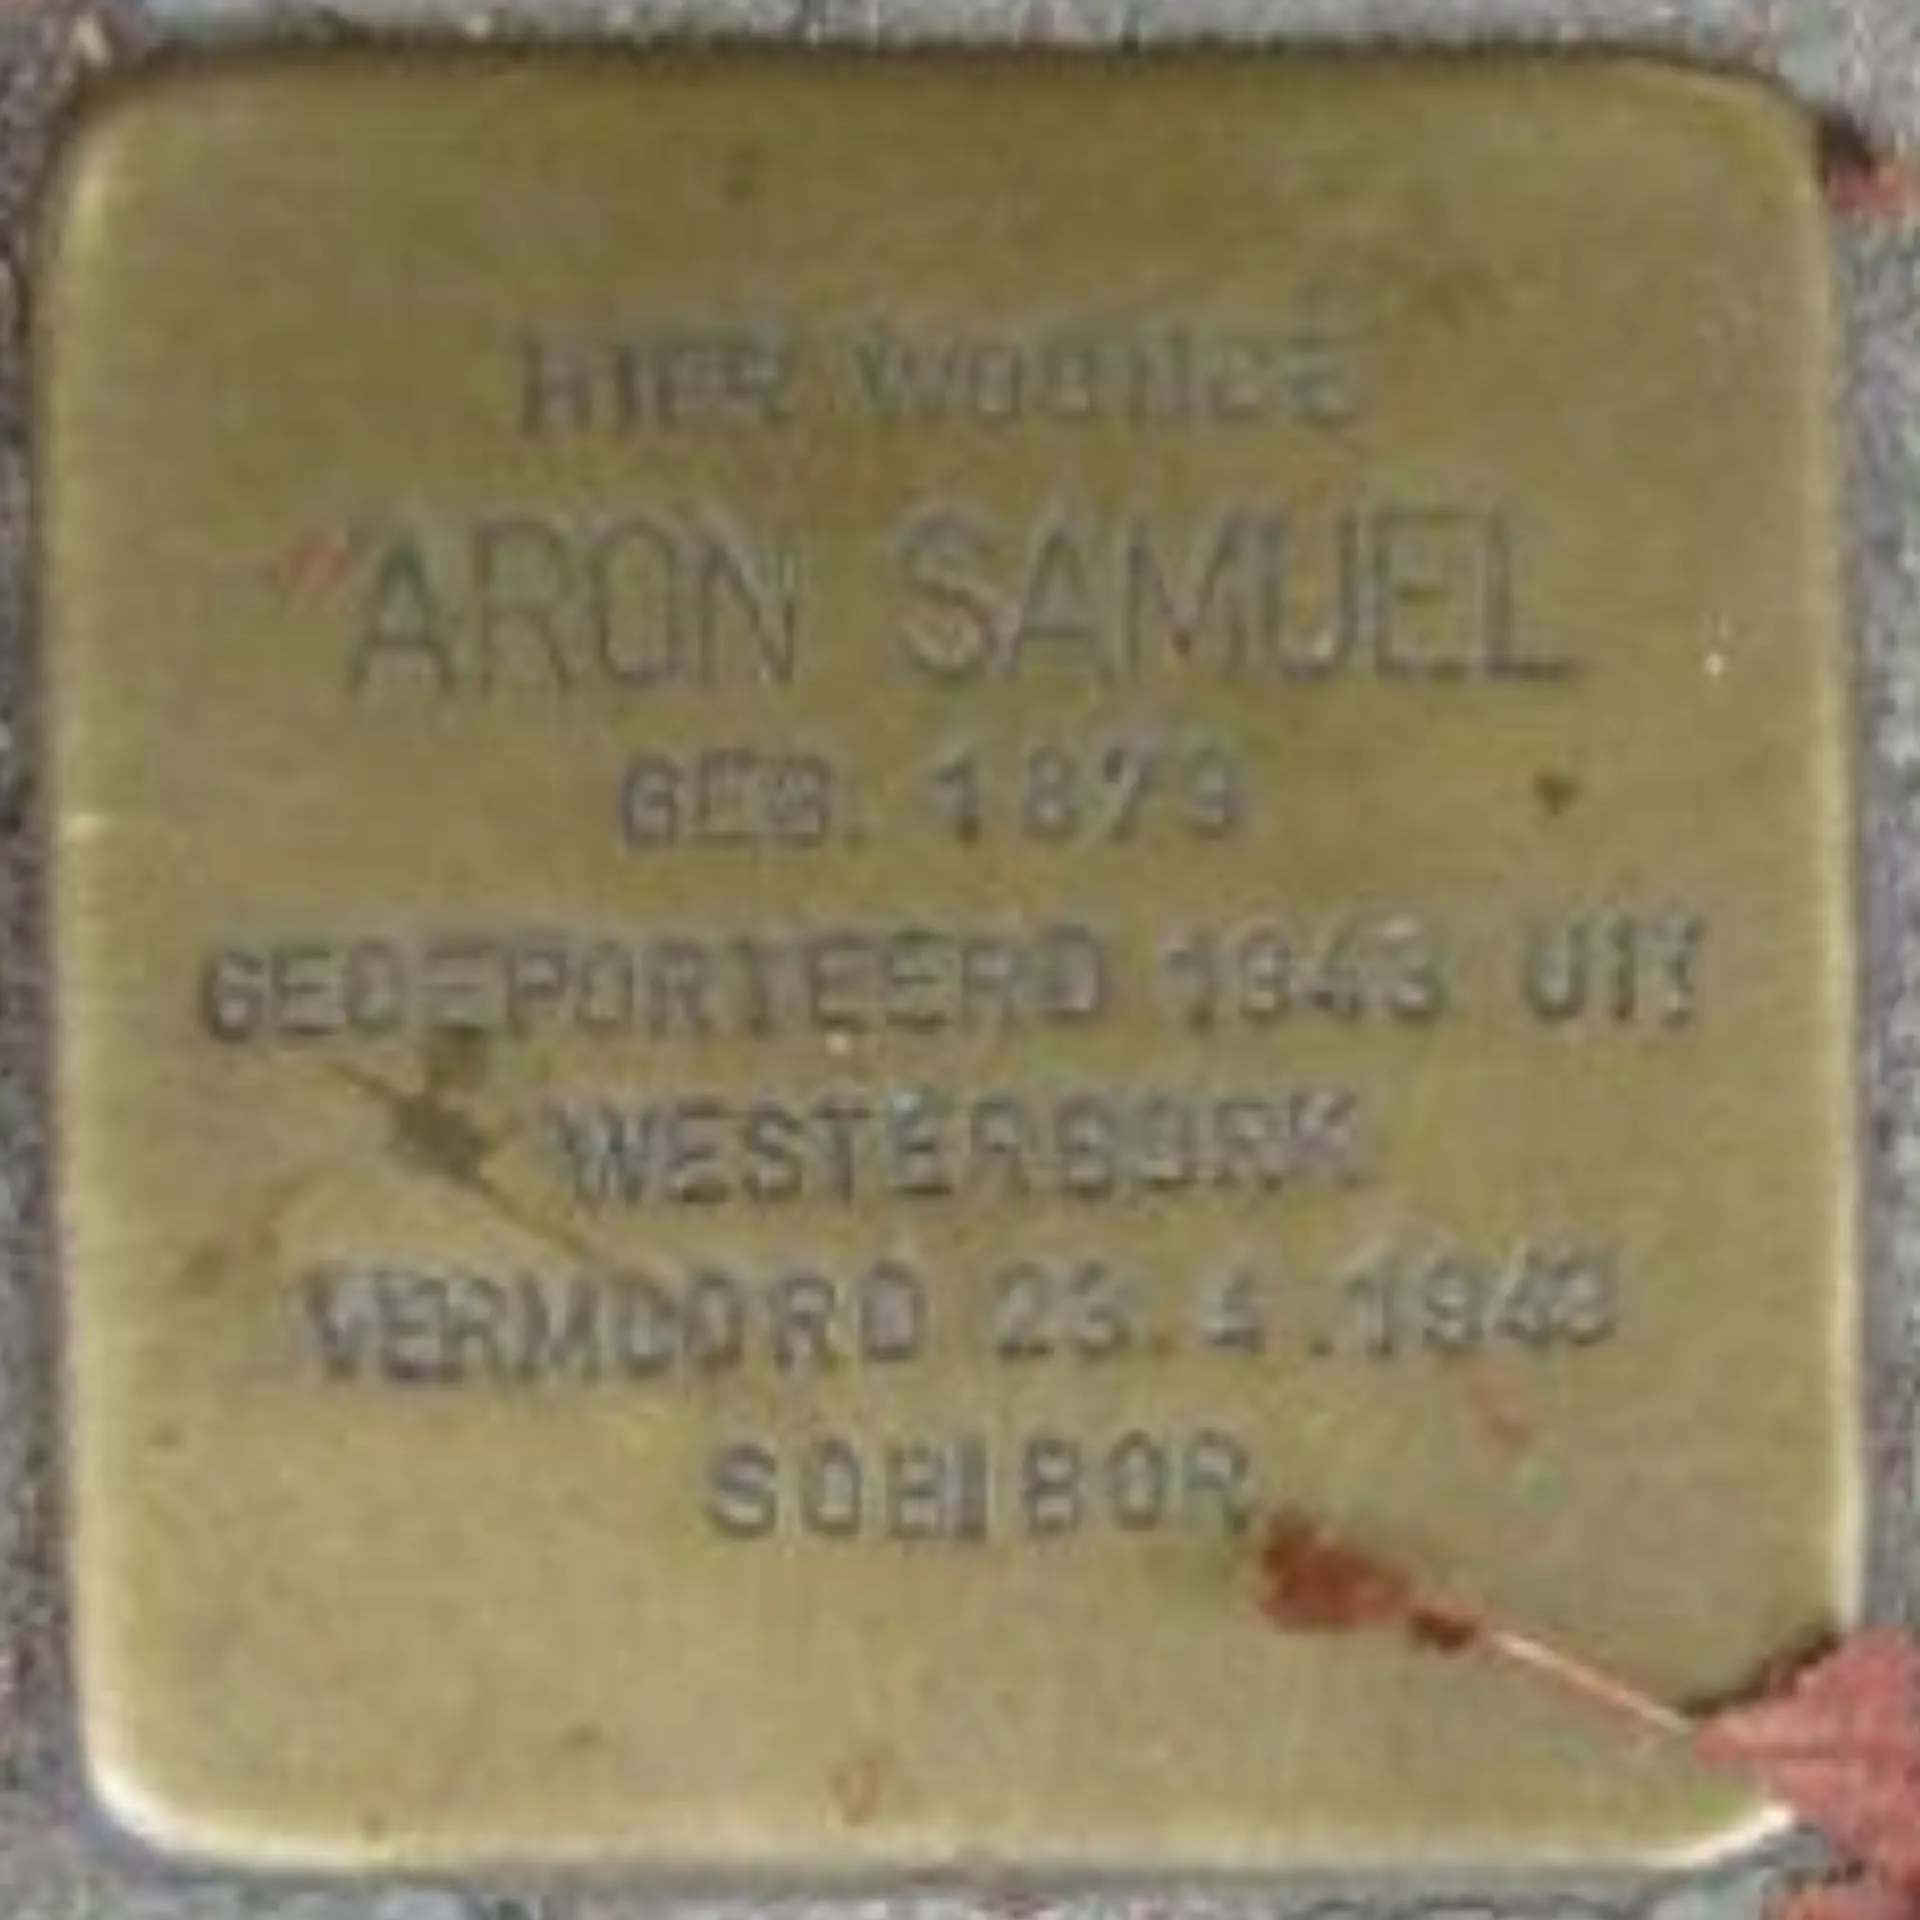 HIER WOONDE
ARON SAMUEL
GEB. 1879
GEDEPORTEERD 1943 UIT
WESTERBORK
VERMOORD 23.4.1943
SOBIBOR